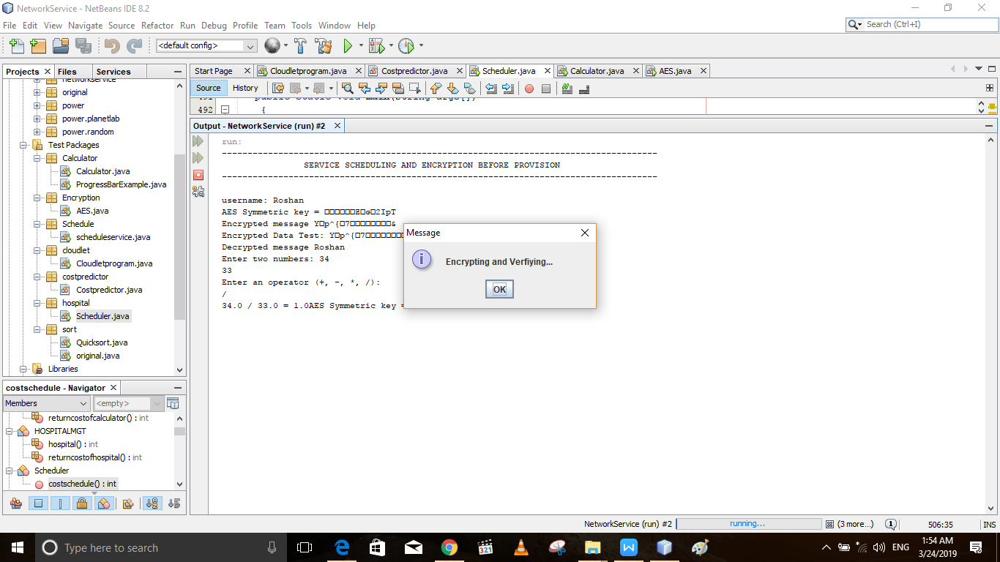 NetworkService - NetBeans IDE 8.2
File Edit View Navigate Source Refactor Run Debug Profile Team Tools Window Help
Search (Ctrl+I)
<default config>
Projects Files Services
networkservice
original
power
power.planetlab
power.random
Test Packages
Calculator
Calculator.java
ProgressBarExample.java
Encryption
AES.java
Schedule
scheduleservice.java
cloudlet
Cloudletprogram.java
costpredictor
Costpredictor.java
hospital
Scheduler.java
sort
Quicksort.java
original.java
Libraries
costschedule - Navigator
Members <empty>
returncostofcalculator() : int
HOSPITALMGT
hospital() : int
returncostofhospital() : int
Scheduler
costschedule() : int
Start Page Cloudletprogram.java Costpredictor.java Scheduler.java Calculator.java AES.java
Source History
491 public static void main(String args[])
492 {
Output - NetworkService (run) #2
run:
SERVICE SCHEDULING AND ENCRYPTION BEFORE PROVISION
username: Roshan
AES Symmetric key =
Encrypted message
Encrypted Data Test:
Decrypted message Roshan
Enter two numbers: 34
33
Enter an operator (+, -, *, /):
/
34.0 / 33.0 = 1.0AES Symmetric key =
Message
Encrypting and Verfiying...
OK
NetworkService (run) #2 running... (3 more...) 1 506:35 INS
Type here to search
ENG
1:54 AM
3/24/2019